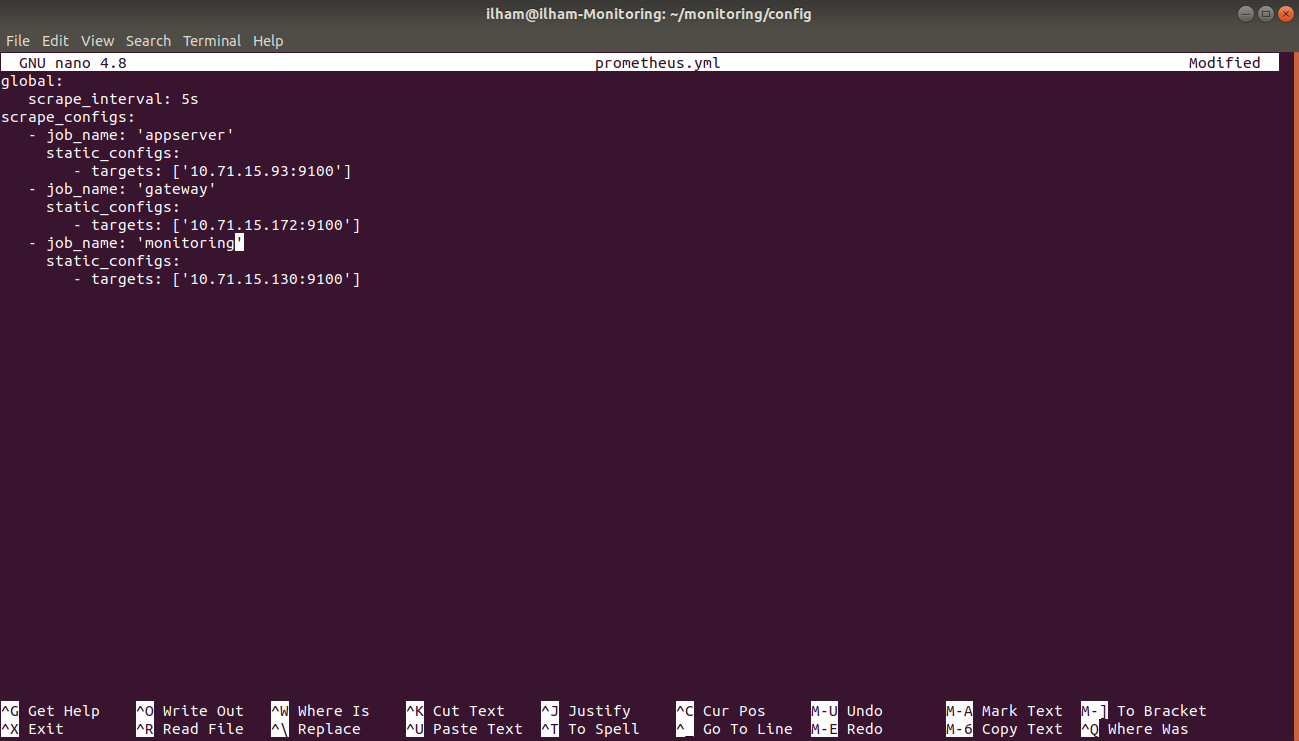 ilham@ilham-Monitoring: ~/monitoring/config
File Edit View Search Terminal Help
GNU nano 4.8 prometheus.yml Modified
global:
   scrape_interval: 5s
scrape_configs:
   - job_name: 'appserver'
     static_configs:
        - targets: ['10.71.15.93:9100']
   - job_name: 'gateway'
     static_configs:
        - targets: ['10.71.15.172:9100']
   - job_name: 'monitoring'
     static_configs:
        - targets: ['10.71.15.130:9100']
^G Get Help ^O Write Out ^W Where Is ^K Cut Text ^J Justify ^C Cur Pos M-U Undo M-A Mark Text M-] To Bracket
^X Exit ^R Read File ^\ Replace ^U Paste Text ^T To Spell ^_ Go To Line M-E Redo M-6 Copy Text ^Q Where Was